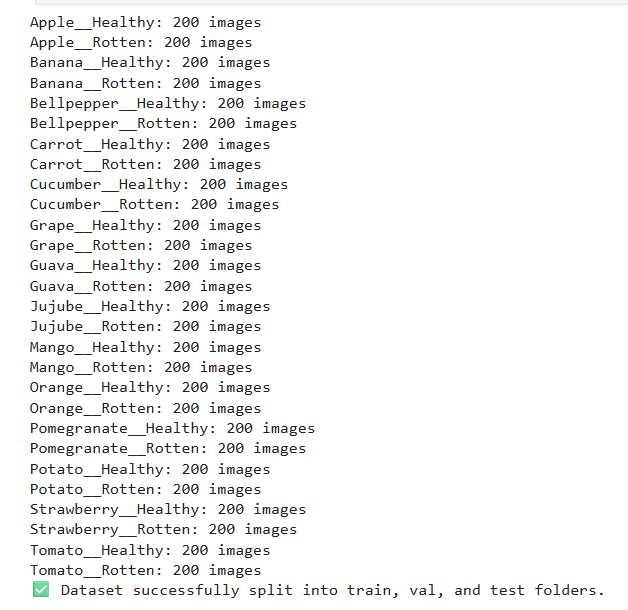 Apple__Healthy: 200 images
Apple__Rotten: 200 images
Banana__Healthy: 200 images
Banana__Rotten: 200 images
Bellpepper__Healthy: 200 images
Bellpepper__Rotten: 200 images
Carrot__Healthy: 200 images
Carrot__Rotten: 200 images
Cucumber__Healthy: 200 images
Cucumber__Rotten: 200 images
Grape__Healthy: 200 images
Grape__Rotten: 200 images
Guava__Healthy: 200 images
Guava__Rotten: 200 images
Jujube__Healthy: 200 images
Jujube__Rotten: 200 images
Mango__Healthy: 200 images
Mango__Rotten: 200 images
Orange__Healthy: 200 images
Orange__Rotten: 200 images
Pomegranate__Healthy: 200 images
Pomegranate__Rotten: 200 images
Potato__Healthy: 200 images
Potato__Rotten: 200 images
Strawberry__Healthy: 200 images
Strawberry__Rotten: 200 images
Tomato__Healthy: 200 images
Tomato__Rotten: 200 images
✅ Dataset successfully split into train, val, and test folders.